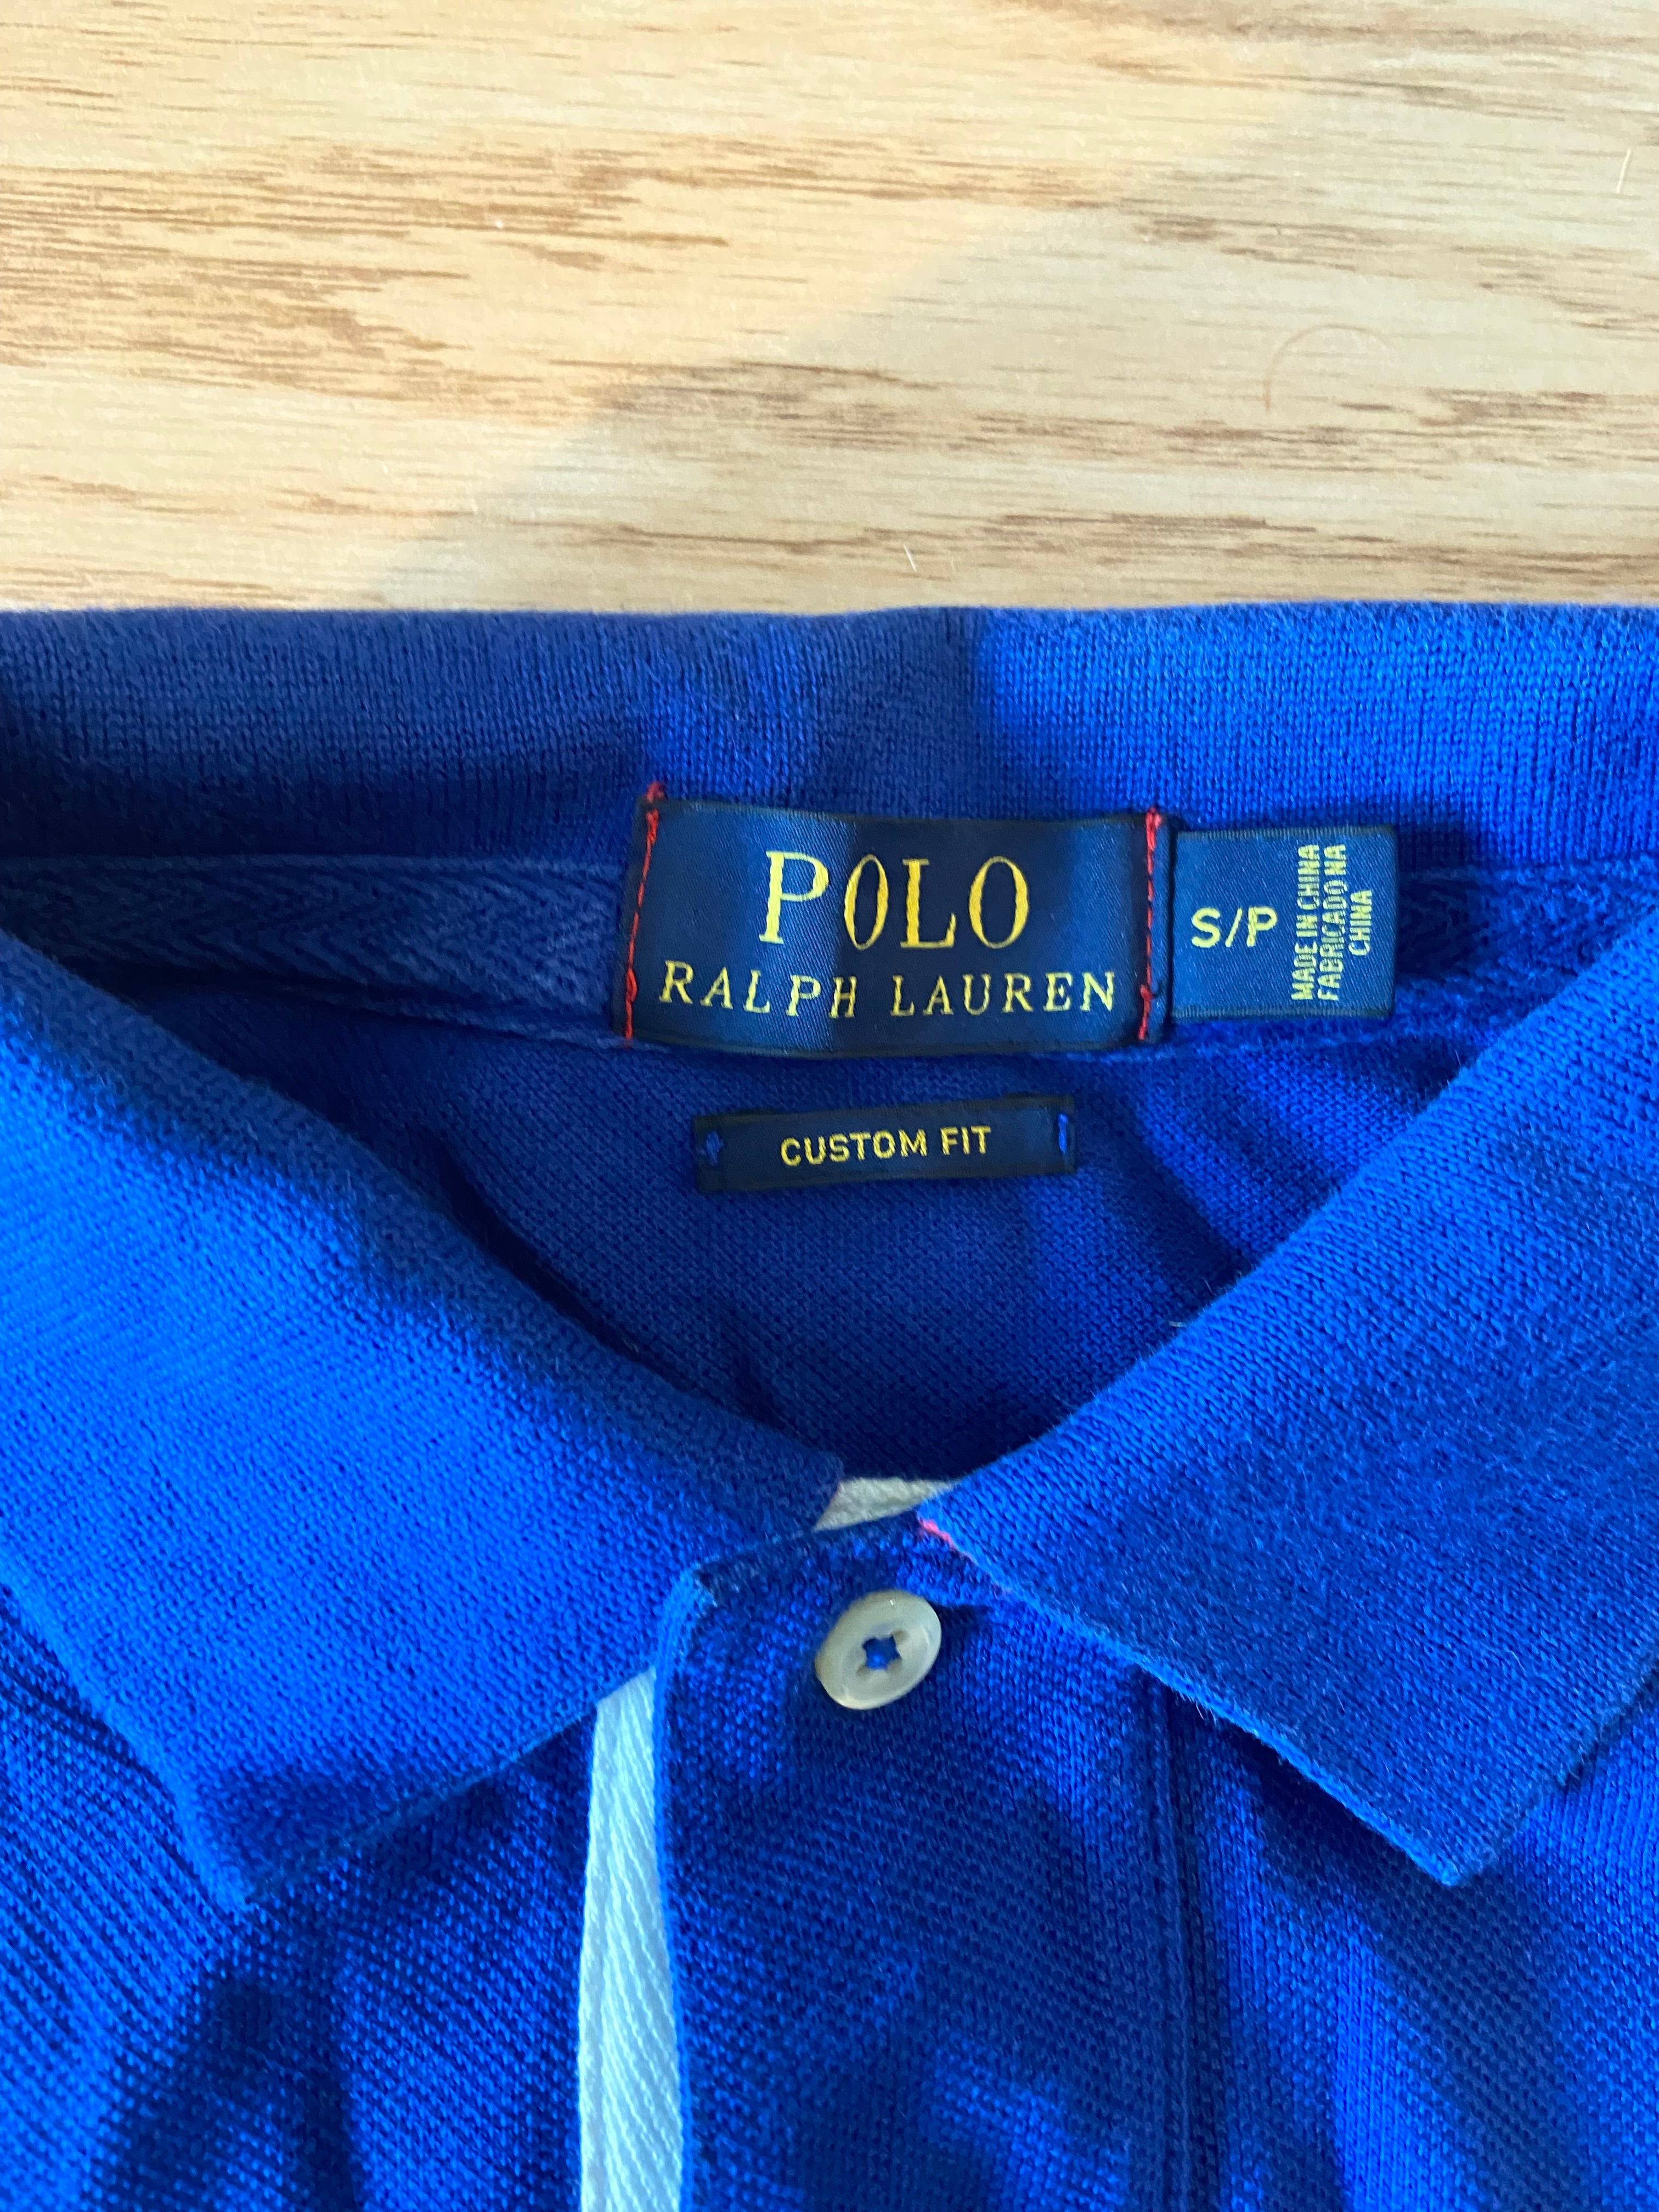 POLO
RALPH LAUREN
S/P
MADE IN CHINA
FABRICADO NA
CHINA
CUSTOM FIT